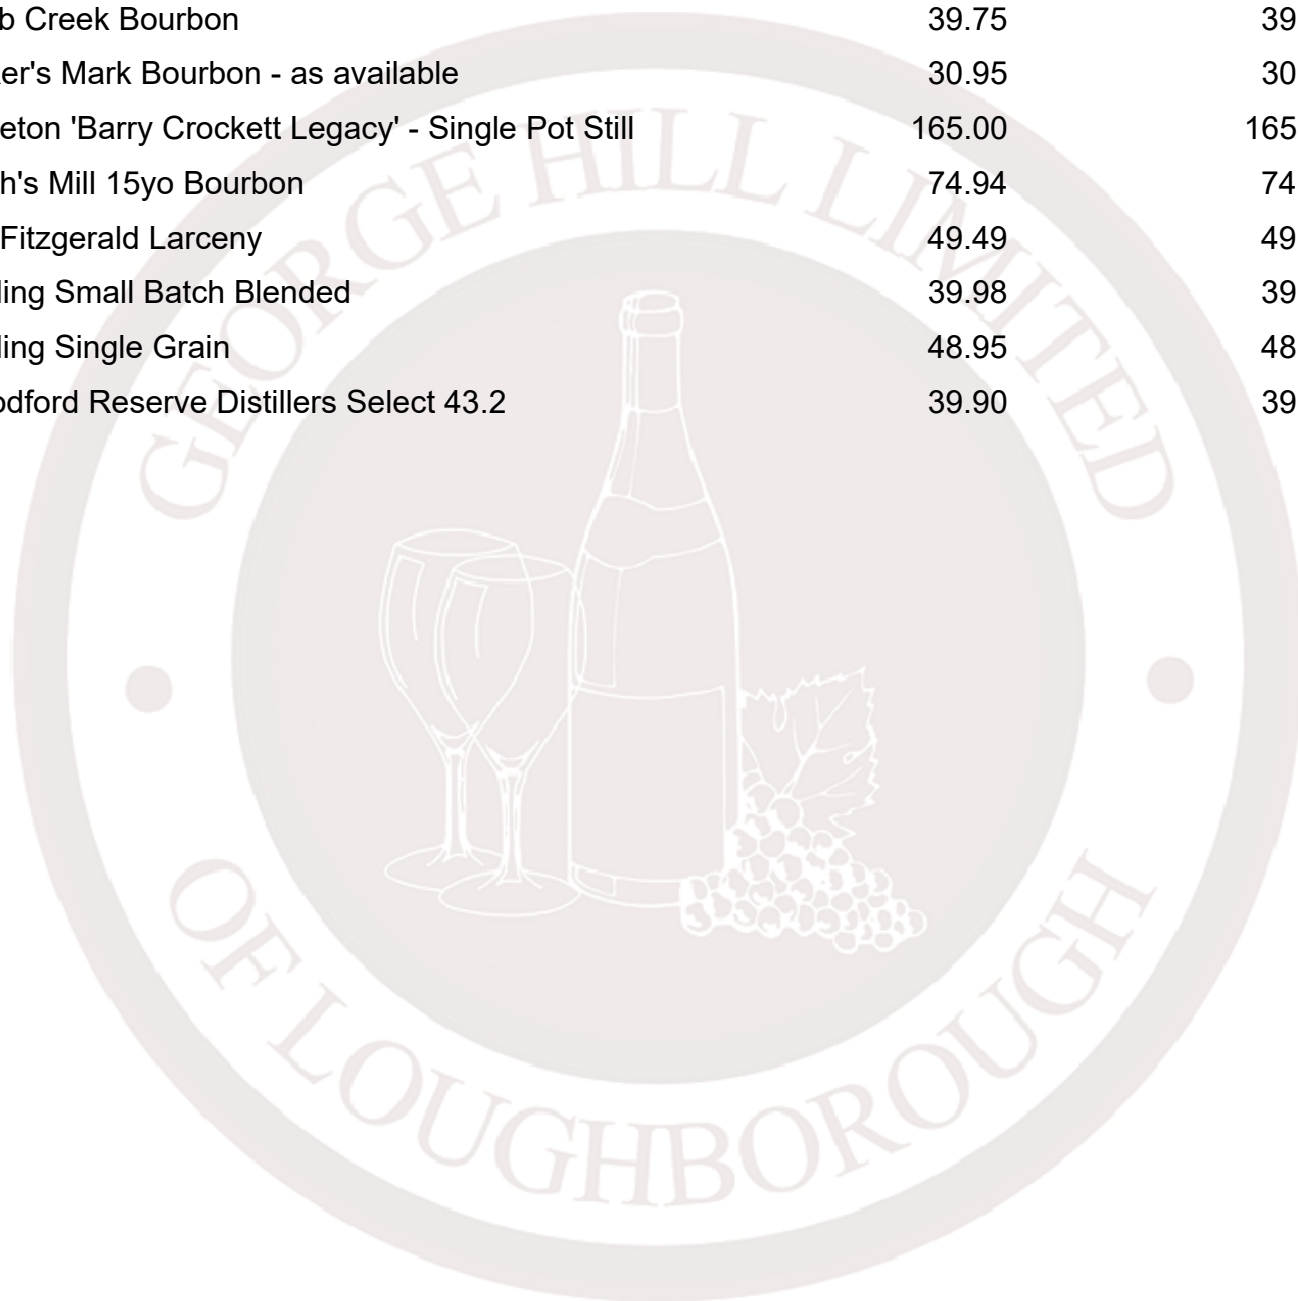 b Creek Bourbon 39.75 39
er's Mark Bourbon - as available 30.95 30
eton 'Barry Crockett Legacy' - Single Pot Still 165.00 165
h's Mill 15yo Bourbon 74.94 74
Fitzgerald Larceny 49.49 49
ling Small Batch Blended 39.98 39
ling Single Grain 48.95 48
odford Reserve Distillers Select 43.2 39.90 39
GEORGE HILL LIMITED
OF LOUGHBOROUGH